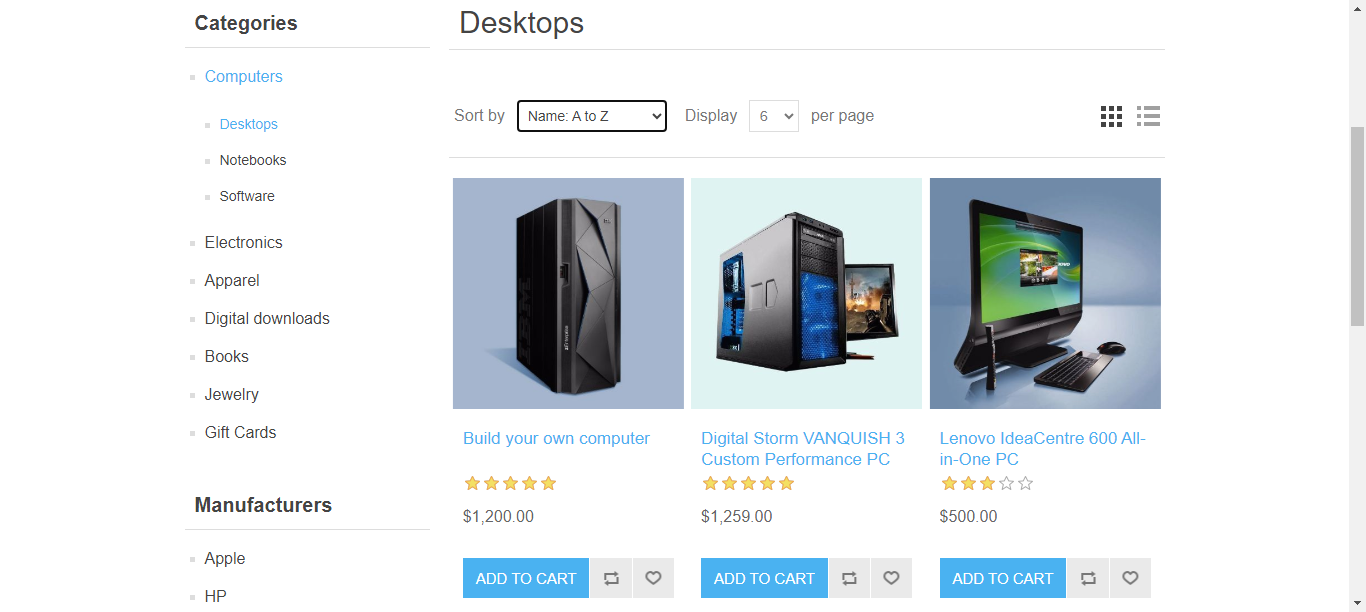 Categories
Computers
Desktops
Notebooks
Software
Electronics
Apparel
Digital downloads
Books
Jewelry
Gift Cards
Manufacturers
Apple
HP
Desktops
Sort by Name: A to Z Display 6 per page
IBM
Build your own computer
$1,200.00
ADD TO CART
Digital Storm VANQUISH 3
Custom Performance PC
$1,259.00
ADD TO CART
Lenovo IdeaCentre 600 All-
in-One PC
$500.00
ADD TO CART